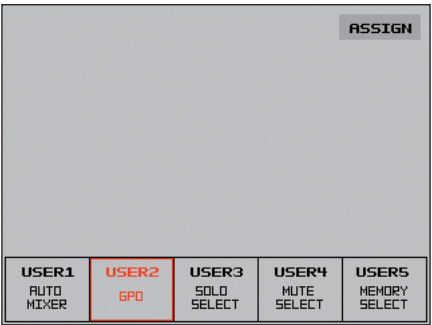 ASSIGN
USER1
AUTO
MIXER
USER2
GPO
USER3
SOLO
SELECT
USER4
MUTE
SELECT
USER5
MEMORY
SELECT